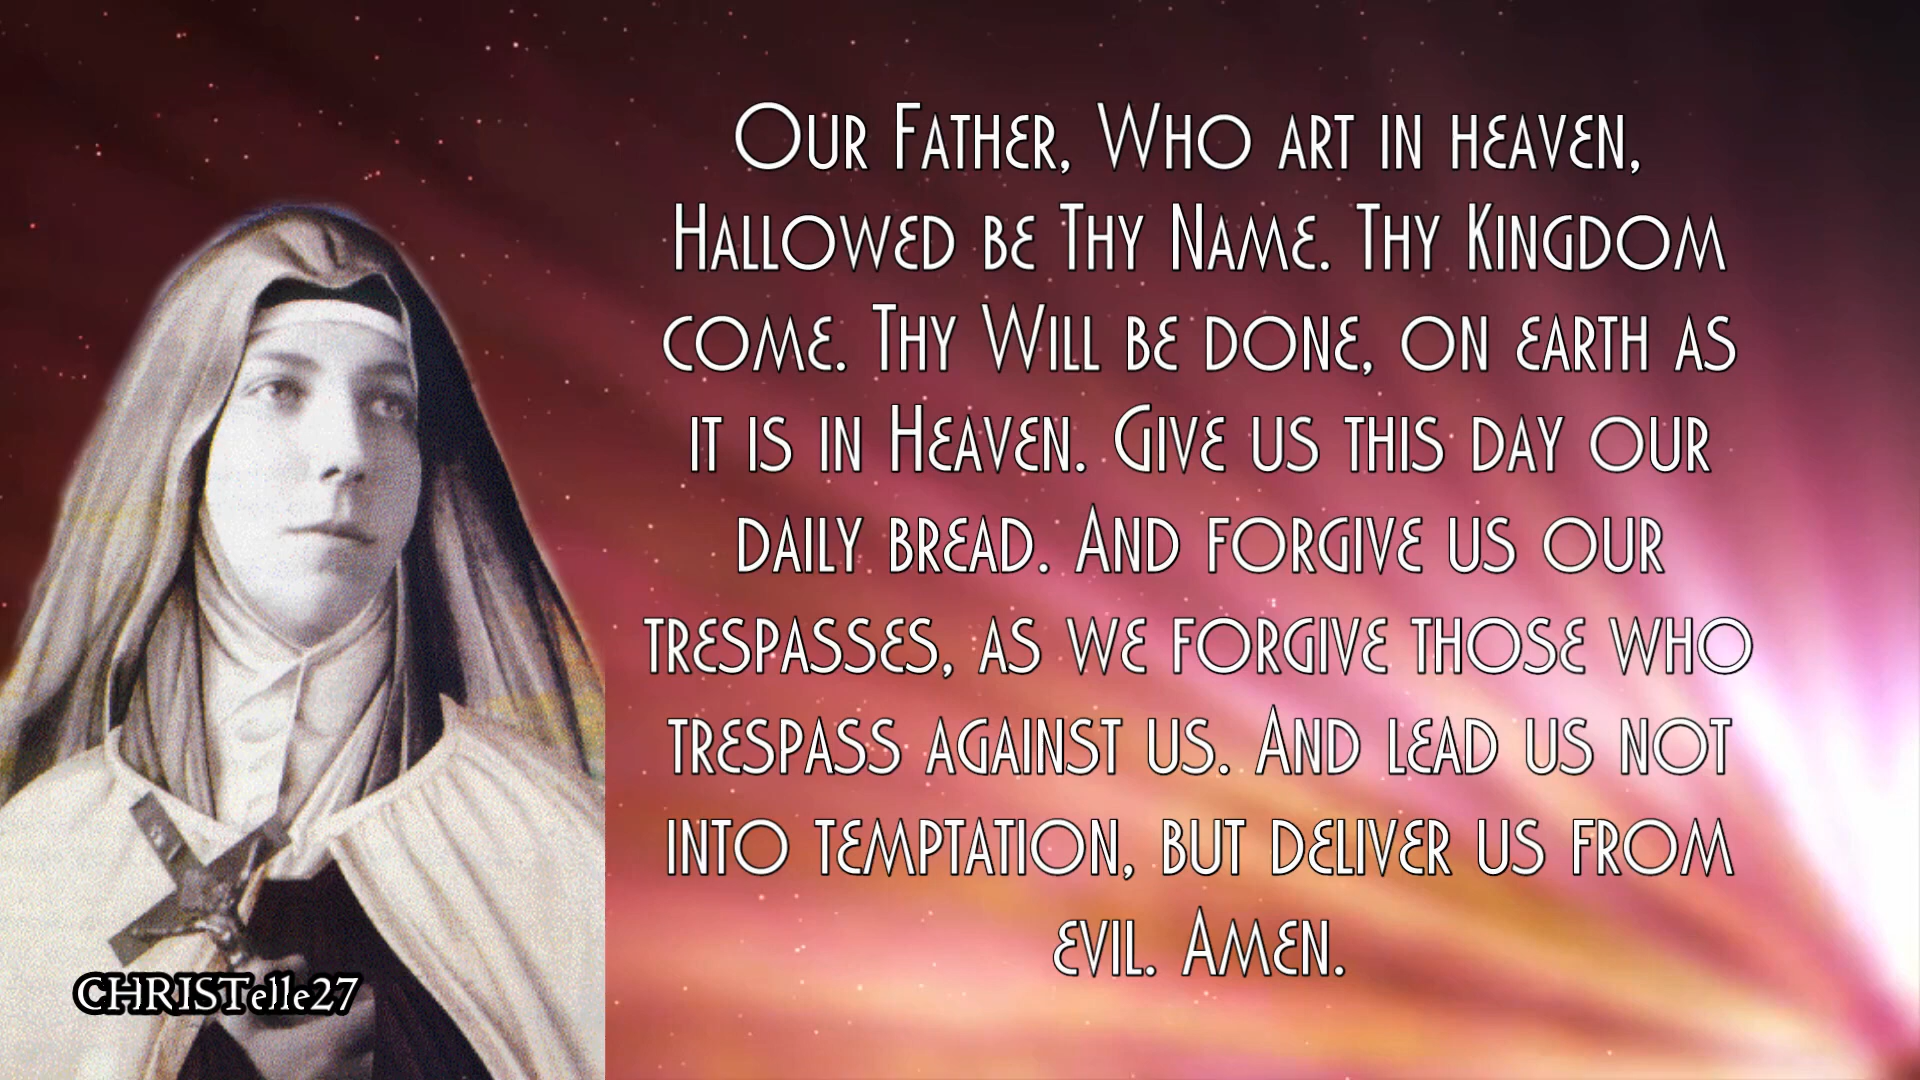 Our Father, Who art in heaven,
Hallowed be Thy Name. Thy Kingdom
come. Thy Will be done, on earth as
it is in Heaven. Give us this day our
daily bread. And forgive us our
trespasses, as we forgive those who
trespass against us. And lead us not
into temptation, but deliver us from
evil. Amen.
CHRISTelle27